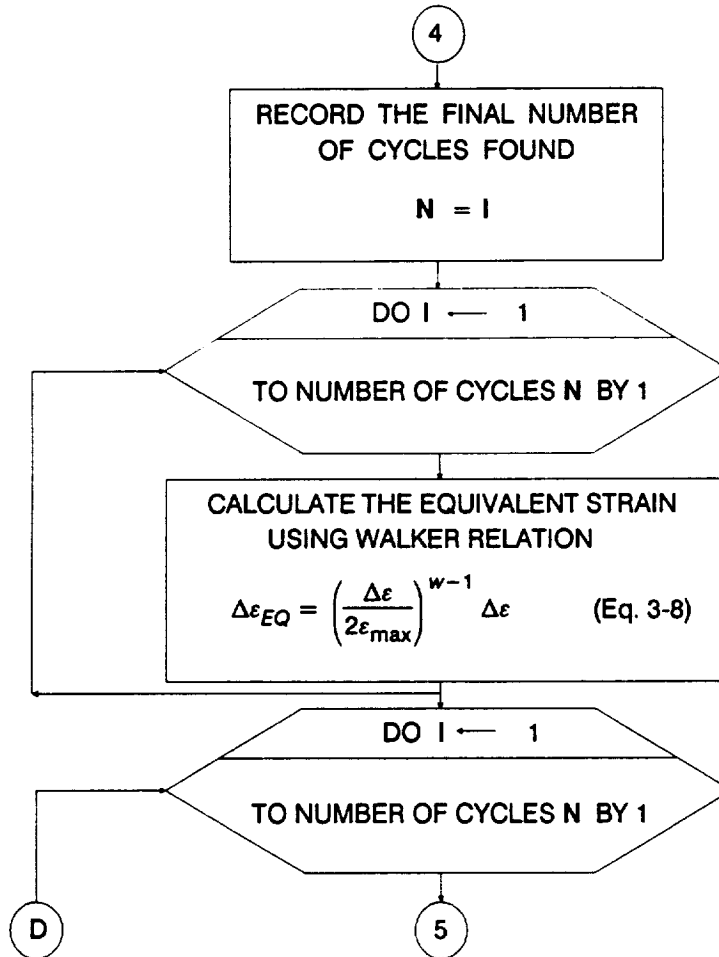 4
RECORD THE FINAL NUMBER
OF CYCLES FOUND
N = I
DO I ← 1
TO NUMBER OF CYCLES N BY 1
CALCULATE THE EQUIVALENT STRAIN
USING WALKER RELATION
Δε_EQ = (Δε / 2ε_max)^{w−1} Δε (Eq. 3-8)
DO I ← 1
TO NUMBER OF CYCLES N BY 1
D 5